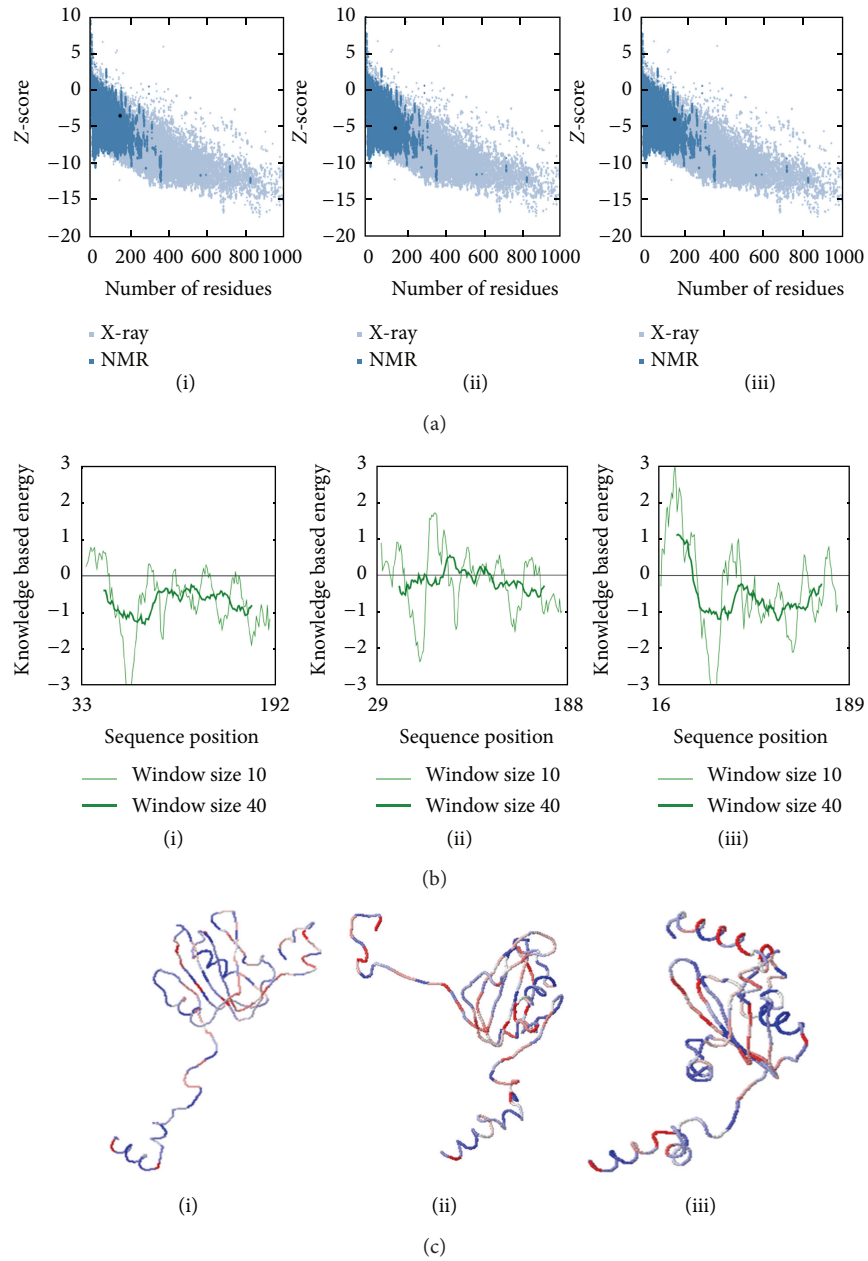 10
5
0
−5
−10
−15
−20
Z-score
0 200 400 600 800 1000
Number of residues
X-ray
NMR
(i)
10
5
0
−5
−10
−15
−20
Z-score
0 200 400 600 800 1000
Number of residues
X-ray
NMR
(ii)
10
5
0
−5
−10
−15
−20
Z-score
0 200 400 600 800 1000
Number of residues
X-ray
NMR
(iii)
(a)
3
2
1
0
−1
−2
−3
Knowledge based energy
33 192
Sequence position
Window size 10
Window size 40
(i)
3
2
1
0
−1
−2
−3
Knowledge based energy
29 188
Sequence position
Window size 10
Window size 40
(ii)
3
2
1
0
−1
−2
−3
Knowledge based energy
16 189
Sequence position
Window size 10
Window size 40
(iii)
(b)
(i)
(ii)
(iii)
(c)